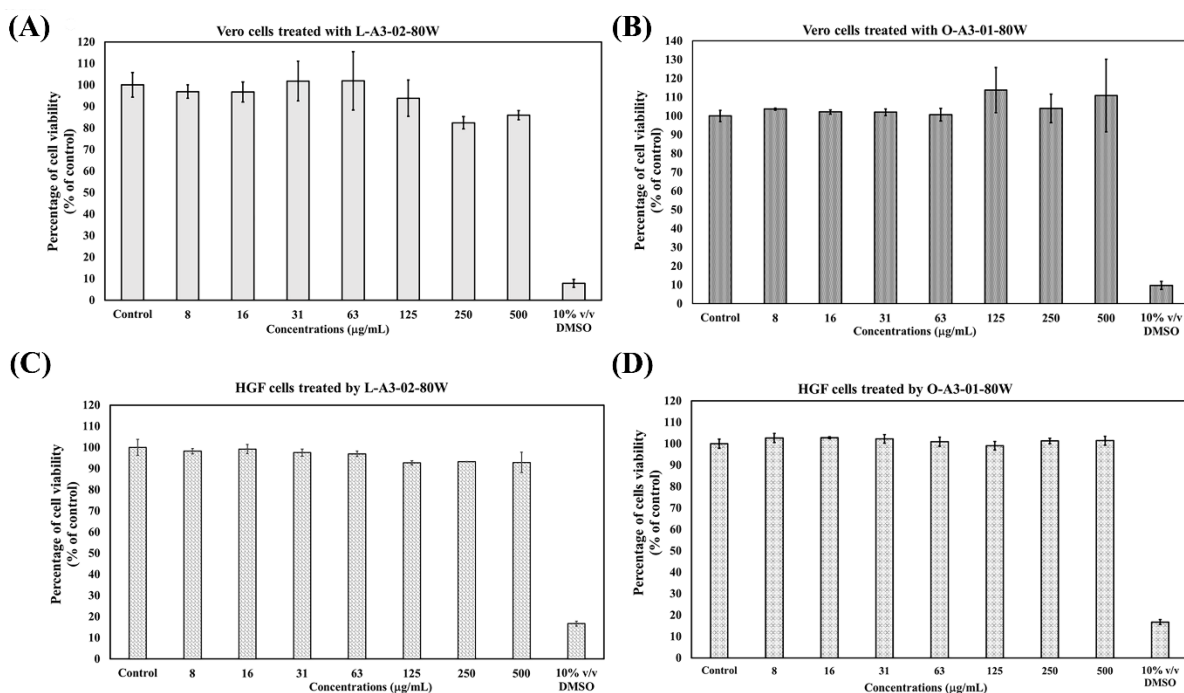 (A)
Vero cells treated with L-A3-02-80W
Percentage of cell viability
(% of control)
120
110
100
90
80
70
60
50
40
30
20
10
0
Control 8 16 31 63 125 250 500 10% v/v
DMSO
Concentrations (µg/mL)
(B)
Vero cells treated with O-A3-01-80W
Percentage of cell viability
(% of control)
140
130
120
110
100
90
80
70
60
50
40
30
20
10
0
Control 8 16 31 63 125 250 500 10% v/v
DMSO
Concentrations (µg/mL)
(C)
HGF cells treated by L-A3-02-80W
Percentage of cell viability
(% of control)
120
110
100
90
80
70
60
50
40
30
20
10
0
Control 8 16 31 63 125 250 500 10% v/v
DMSO
Concentrations (µg/mL)
(D)
HGF cells treated by O-A3-01-80W
Percentage of cells viability
(% of control)
120
110
100
90
80
70
60
50
40
30
20
10
0
Control 8 16 31 63 125 250 500 10% v/v
DMSO
Concentrations (µg/mL)